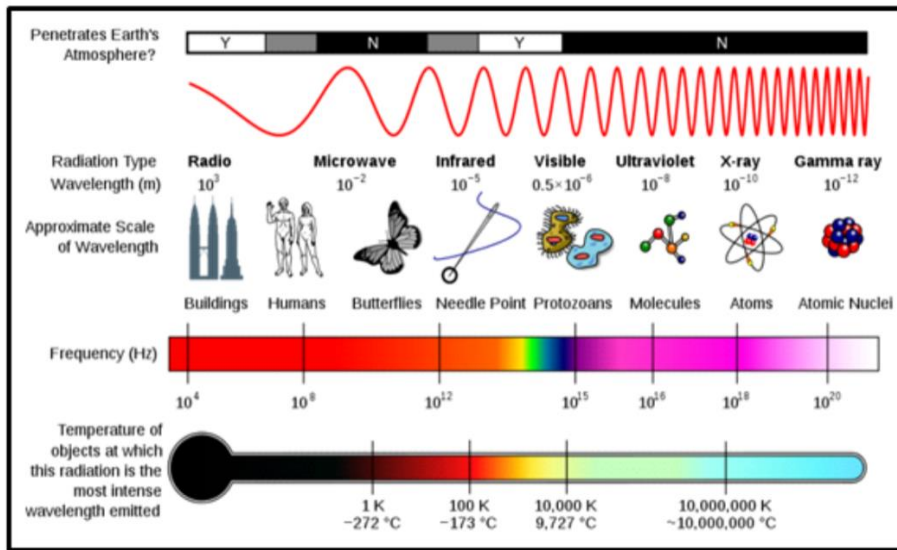 Penetrates Earth's
Atmosphere?
Y N Y N
Radiation Type
Radio Microwave Infrared Visible Ultraviolet X-ray Gamma ray
Wavelength (m)
10³ 10⁻² 10⁻⁵ 0.5×10⁻⁶ 10⁻⁸ 10⁻¹⁰ 10⁻¹²
Approximate Scale
of Wavelength
Buildings Humans Butterflies Needle Point Protozoans Molecules Atoms Atomic Nuclei
Frequency (Hz)
10⁴ 10⁸ 10¹² 10¹⁵ 10¹⁶ 10¹⁸ 10²⁰
Temperature of
objects at which
this radiation is the
most intense
wavelength emitted
1 K 100 K 10,000 K 10,000,000 K
−272 °C −173 °C 9,727 °C ~10,000,000 °C